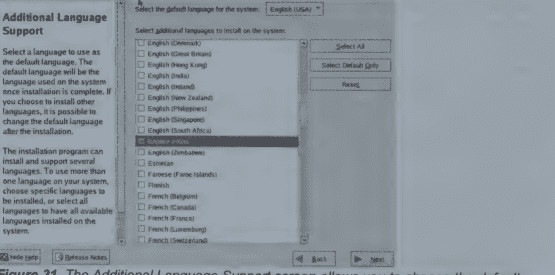 Additional Language
Support
Select a language to use as
the default language. The
default language will be the
language used on the system
once installation is complete. If
you choose to install other
languages, it is possible to
change the default language
after the installation.
The installation program can
install and support several
languages. To use more than
one language on your system,
choose specific languages to
be installed, or select all
languages to have all available
languages installed on the
system.
Hide Help
Release Notes
Select the default language for the system: English (USA)
Select additional languages to install on the system:
English (Denmark)
English (Great Britain)
English (Hong Kong)
English (India)
English (Ireland)
English (New Zealand)
English (Philippines)
English (Singapore)
English (South Africa)
English (USA)
English (Zimbabwe)
Estonian
Faroese (Faroe Islands)
Finnish
French (Belgium)
French (Canada)
French (France)
French (Luxemburg)
French (Switzerland)
Select All
Select Default Only
Reset
Back
Next
Figure 31. The Additional Language Support screen allows you to